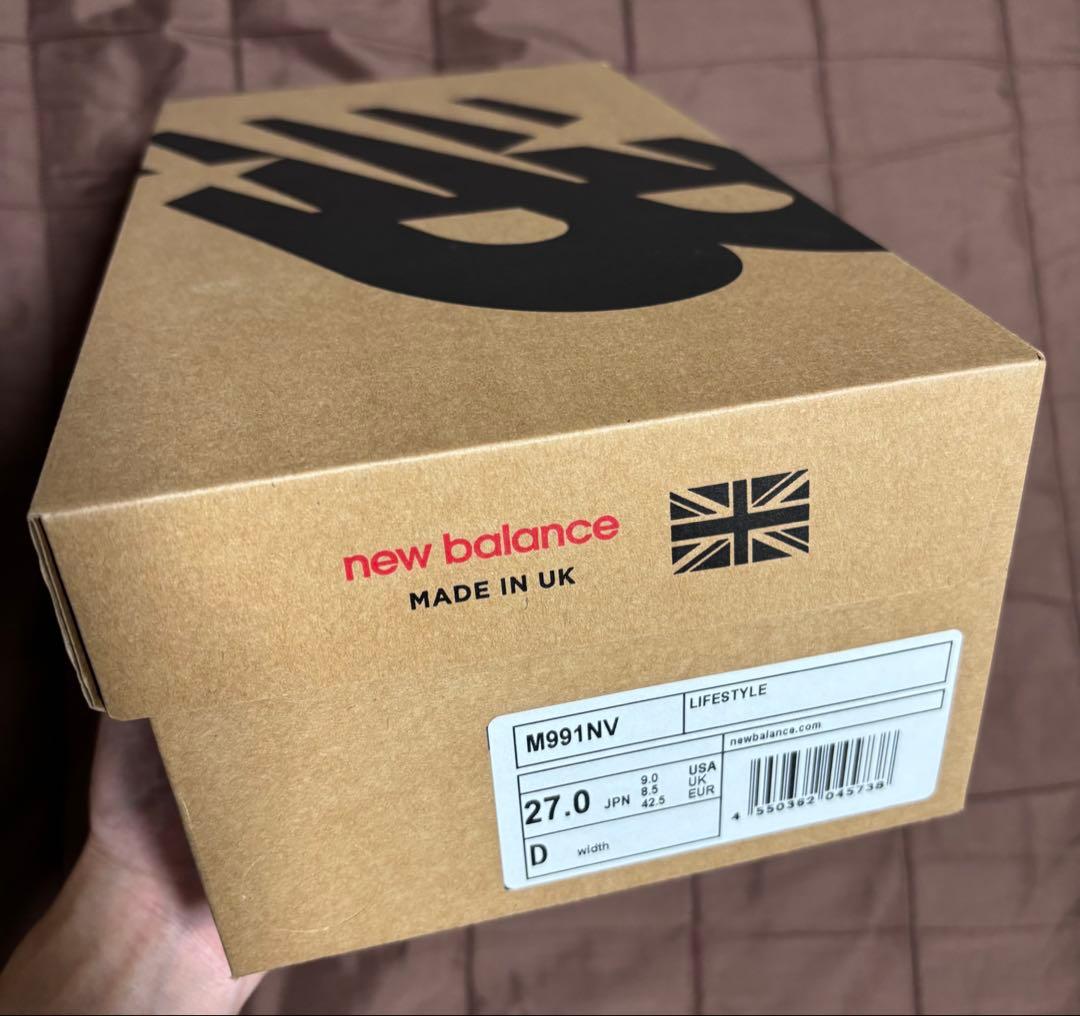 new balance
MADE IN UK
M991NV
LIFESTYLE
newbalance.com
27.0 JPN
9.0 USA
8.5 UK
42.5 EUR
D width
4 550362 045738